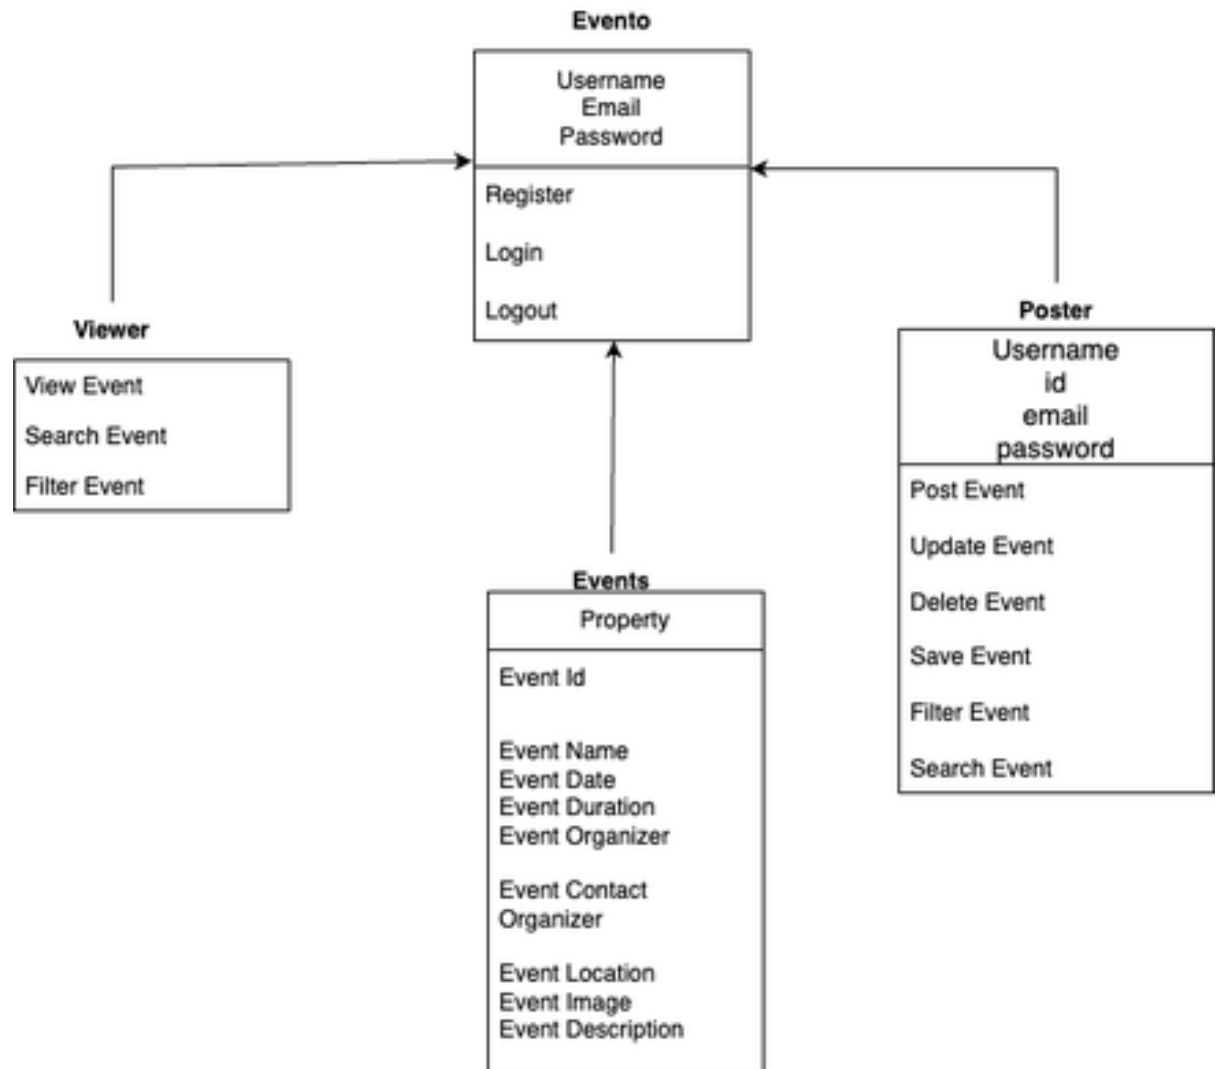 Evento
Username
Email
Password
Register
Login
Logout
Viewer
View Event
Search Event
Filter Event
Poster
Username
id
email
password
Post Event
Update Event
Delete Event
Save Event
Filter Event
Search Event
Events
Property
Event Id
Event Name
Event Date
Event Duration
Event Organizer
Event Contact
Organizer
Event Location
Event Image
Event Description